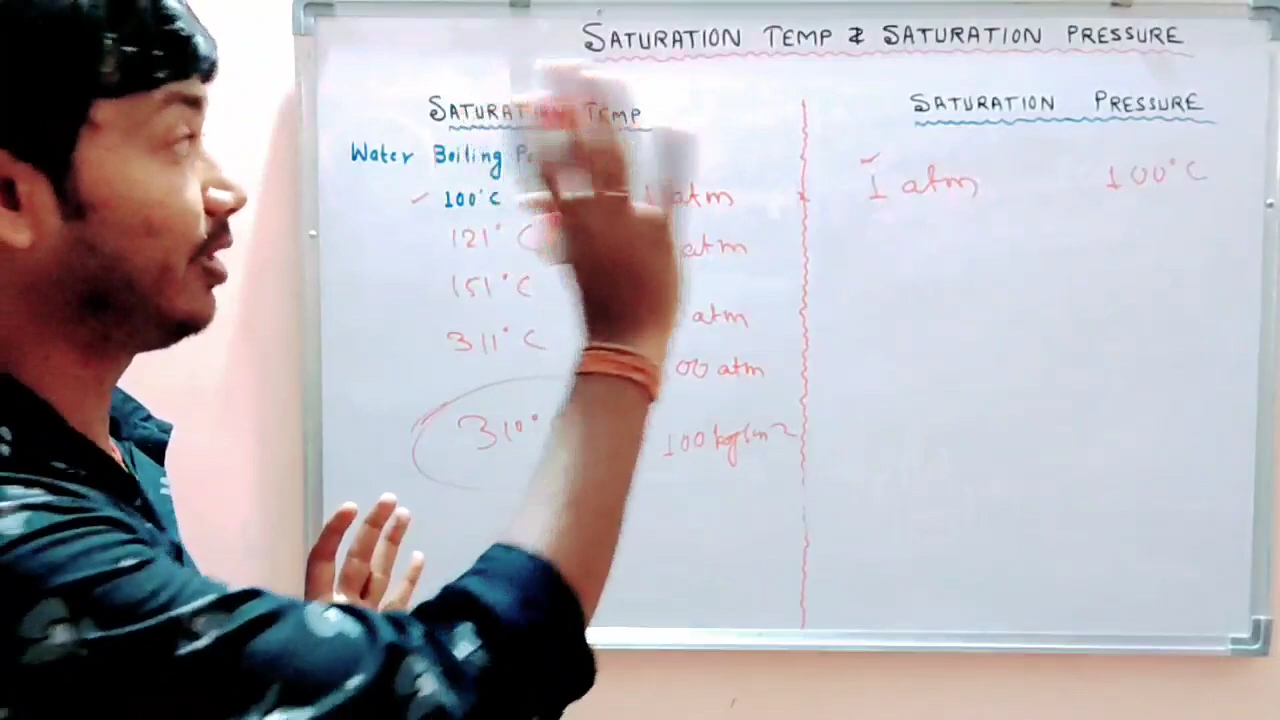 SATURATION TEMP & SATURATION PRESSURE
SATURATION TEMP
Water Boiling
100°C 1 atm
121° C atm
151° C
atm
311° C
00 atm
310°
100 kg/cm2
SATURATION PRESSURE
1 atm 100°C